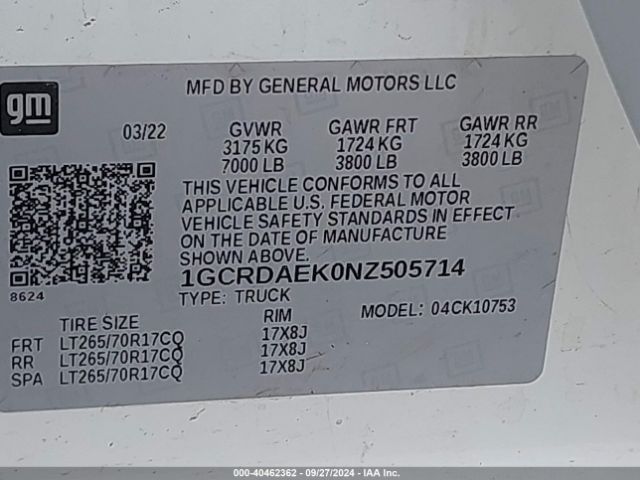 gm
MFD BY GENERAL MOTORS LLC
03/22 GVWR GAWR FRT GAWR RR
3175 KG 1724 KG 1724 KG
7000 LB 3800 LB 3800 LB
THIS VEHICLE CONFORMS TO ALL
APPLICABLE U.S. FEDERAL MOTOR
VEHICLE SAFETY STANDARDS IN EFFECT
ON THE DATE OF MANUFACTURE
SHOWN ABOVE.
8624
1GCRDAEK0NZ505714
TYPE: TRUCK
MODEL: 04CK10753
TIRE SIZE RIM
FRT LT265/70R17CQ 17X8J
RR LT265/70R17CQ 17X8J
SPA LT265/70R17CQ 17X8J
000-40462362 - 09/27/2024 - IAA Inc.